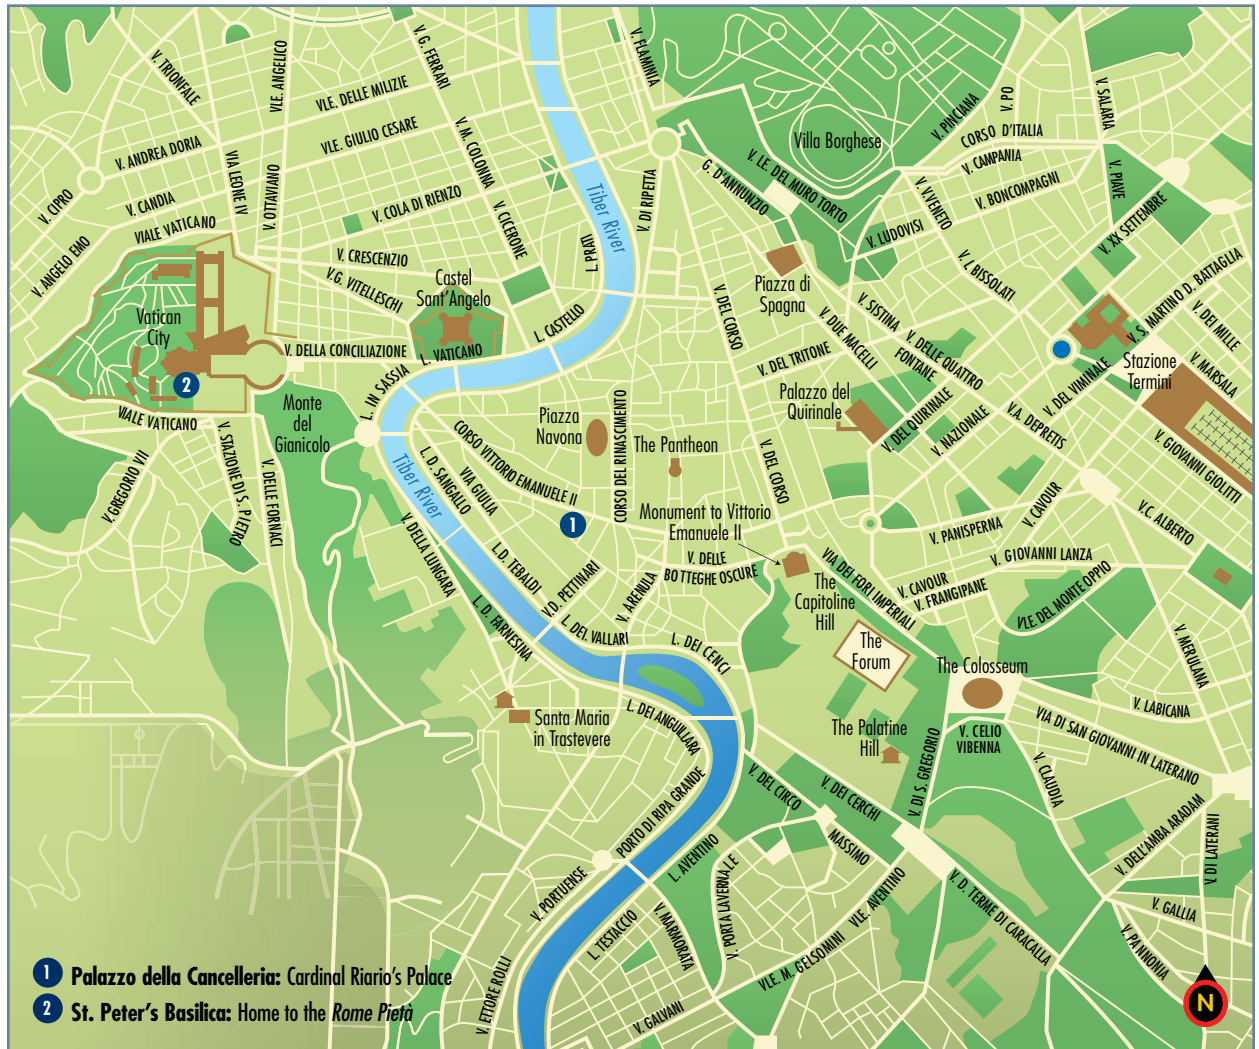 V. TRIONFALE
VLE. ANGELICO
V. G. FERRARI
V. FLAMINIA
VLE. DELLE MILIZIE
VLE. GIULIO CESARE
V. ANDREA DORIA
VIA LEONE IV
V. OTTAVIANO
V. M. COLONNA
V. COLA DI RIENZO
V. CICERONE
V. CIPRO
V. CANDIA
VIALE VATICANO
V. ANGELO EMO
V. CRESCENZIO
V.G. VITELLESCHI
Castel
Sant'Angelo
L. PRATI
Tiber River
V. DI RIPETTA
G. D'ANNUNZIO
V. LE. DEL MURO TORTO
Villa Borghese
V. PINCIANA
V. PO
V. SALARIA
CORSO D'ITALIA
V. CAMPANIA
V. BONCOMPAGNI
V. PIAVE
V. VVENETO
V. LUDOVISI
V. XX SETTEMBRE
V. L BISSOLATI
Piazza di
Spagna
V. SISTINA
V. DUE MACELLI
V. DEL CORSO
V. DEL TRITONE
V. DELLE QUATTRO
FONTANE
V. S. MARTINO D. BATTAGLIA
V. DEI MILLE
V. MARSALA
Stazione
Termini
V. DEL VIMINALE
V.A. DEPRETIS
V. GIOVANNI GIOLITTI
Vatican
City
2
V. DELLA CONCILIAZIONE
L. VATICANO
L. CASTELLO
L. IN SASSIA
VIALE VATICANO
Monte
del
Gianicolo
V. STAZIONE DI S. PIETRO
V. DELLE FORNACI
V. GREGORIO VII
Piazza
Navona
CORSO DEL RINASCIMENTO
The Pantheon
Palazzo del
Quirinale
V. DEL QUIRINALE
V. NAZIONALE
V. DEL CORSO
CORSO VITTORIO EMANUELE II
VIA GIULIA
L. D. SANGALLO
Tiber River
V. DELLA LUNGARA
1
Monument to Vittorio
Emanuele II
V. DELLE
BOTTEGHE OSCURE
L.D. TEBALDI
V.D. PETTINARI
V. ARENULA
L. DEI VALLARI
L. D. FARNESINA
L. DEI CENCI
The
Capitoline
Hill
VIA DEI FORI IMPERIALI
V. PANISPERNA
V. CAVOUR
V.C. ALBERTO
V. GIOVANNI LANZA
V. CAVOUR
V. FRANGIPANE
VLE DEL MONTE OPPIO
V. MERULANA
The
Forum
The Colosseum
V. LABICANA
VIA DI SAN GIOVANNI IN LATERANO
Santa Maria
in Trastevere
L. DEI ANGUILLARA
The Palatine
Hill
V. DI S. GREGORIO
V. CELIO
VIBENNA
V. CLAUDIA
V. DEL CIRCO
MASSIMO
V. DEI CERCHI
PORTO DI RIPA GRANDE
L. AVENTINO
V. PORTUENSE
V. PORTA LAVERNA LE
VLE. AVENTINO
V. D. TERME DI CARACALLA
V. DELL'AMBA ARADAM
V. DI LATERANI
V. GALLIA
V. PANNONIA
L. TESTACCIO
V. MARMORATA
VLE. M. GELSOMINI
V. GALVANI
V. ETTORE ROLLI
1 Palazzo della Cancelleria: Cardinal Riario's Palace
2 St. Peter's Basilica: Home to the Rome Pietà
N